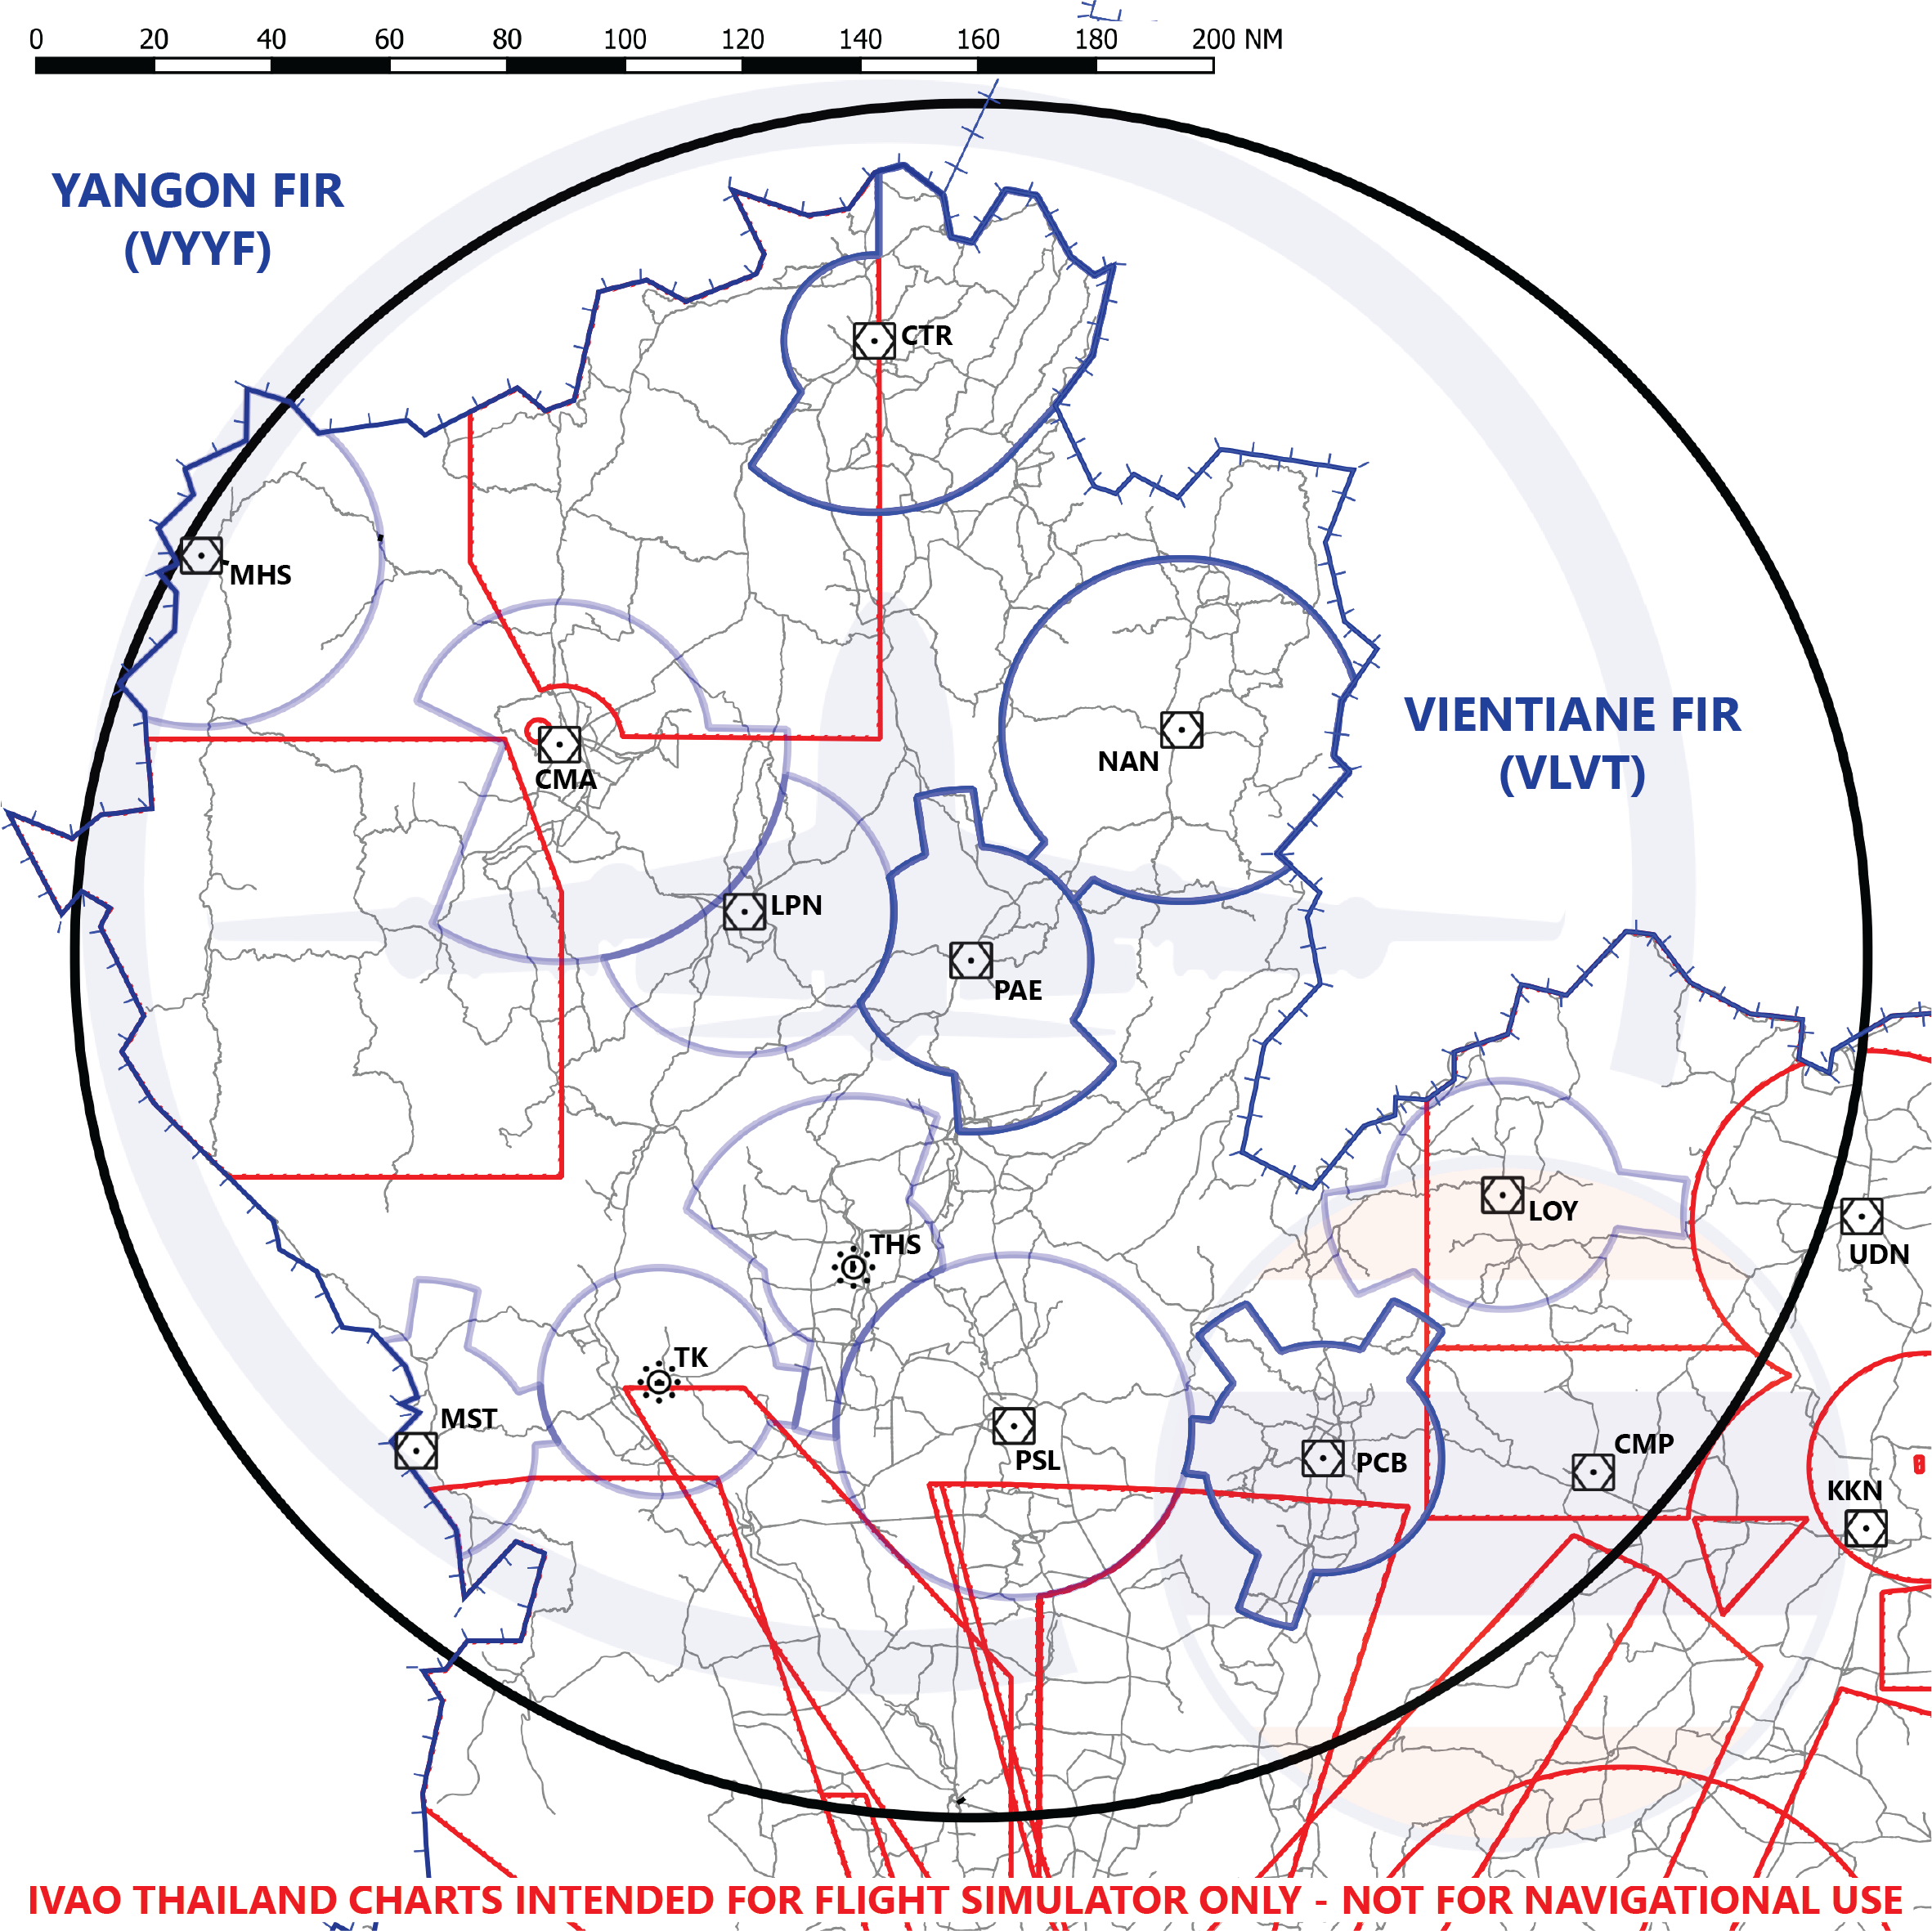 0 20 40 60 80 100 120 140 160 180 200 NM
YANGON FIR
(VYYF)
CTR
MHS
VIENTIANE FIR
(VLVT)
NAN
CMA
LPN
PAE
LOY
THS
UDN
TK
MST
PSL
PCB
CMP
KKN
IVAO THAILAND CHARTS INTENDED FOR FLIGHT SIMULATOR ONLY - NOT FOR NAVIGATIONAL USE